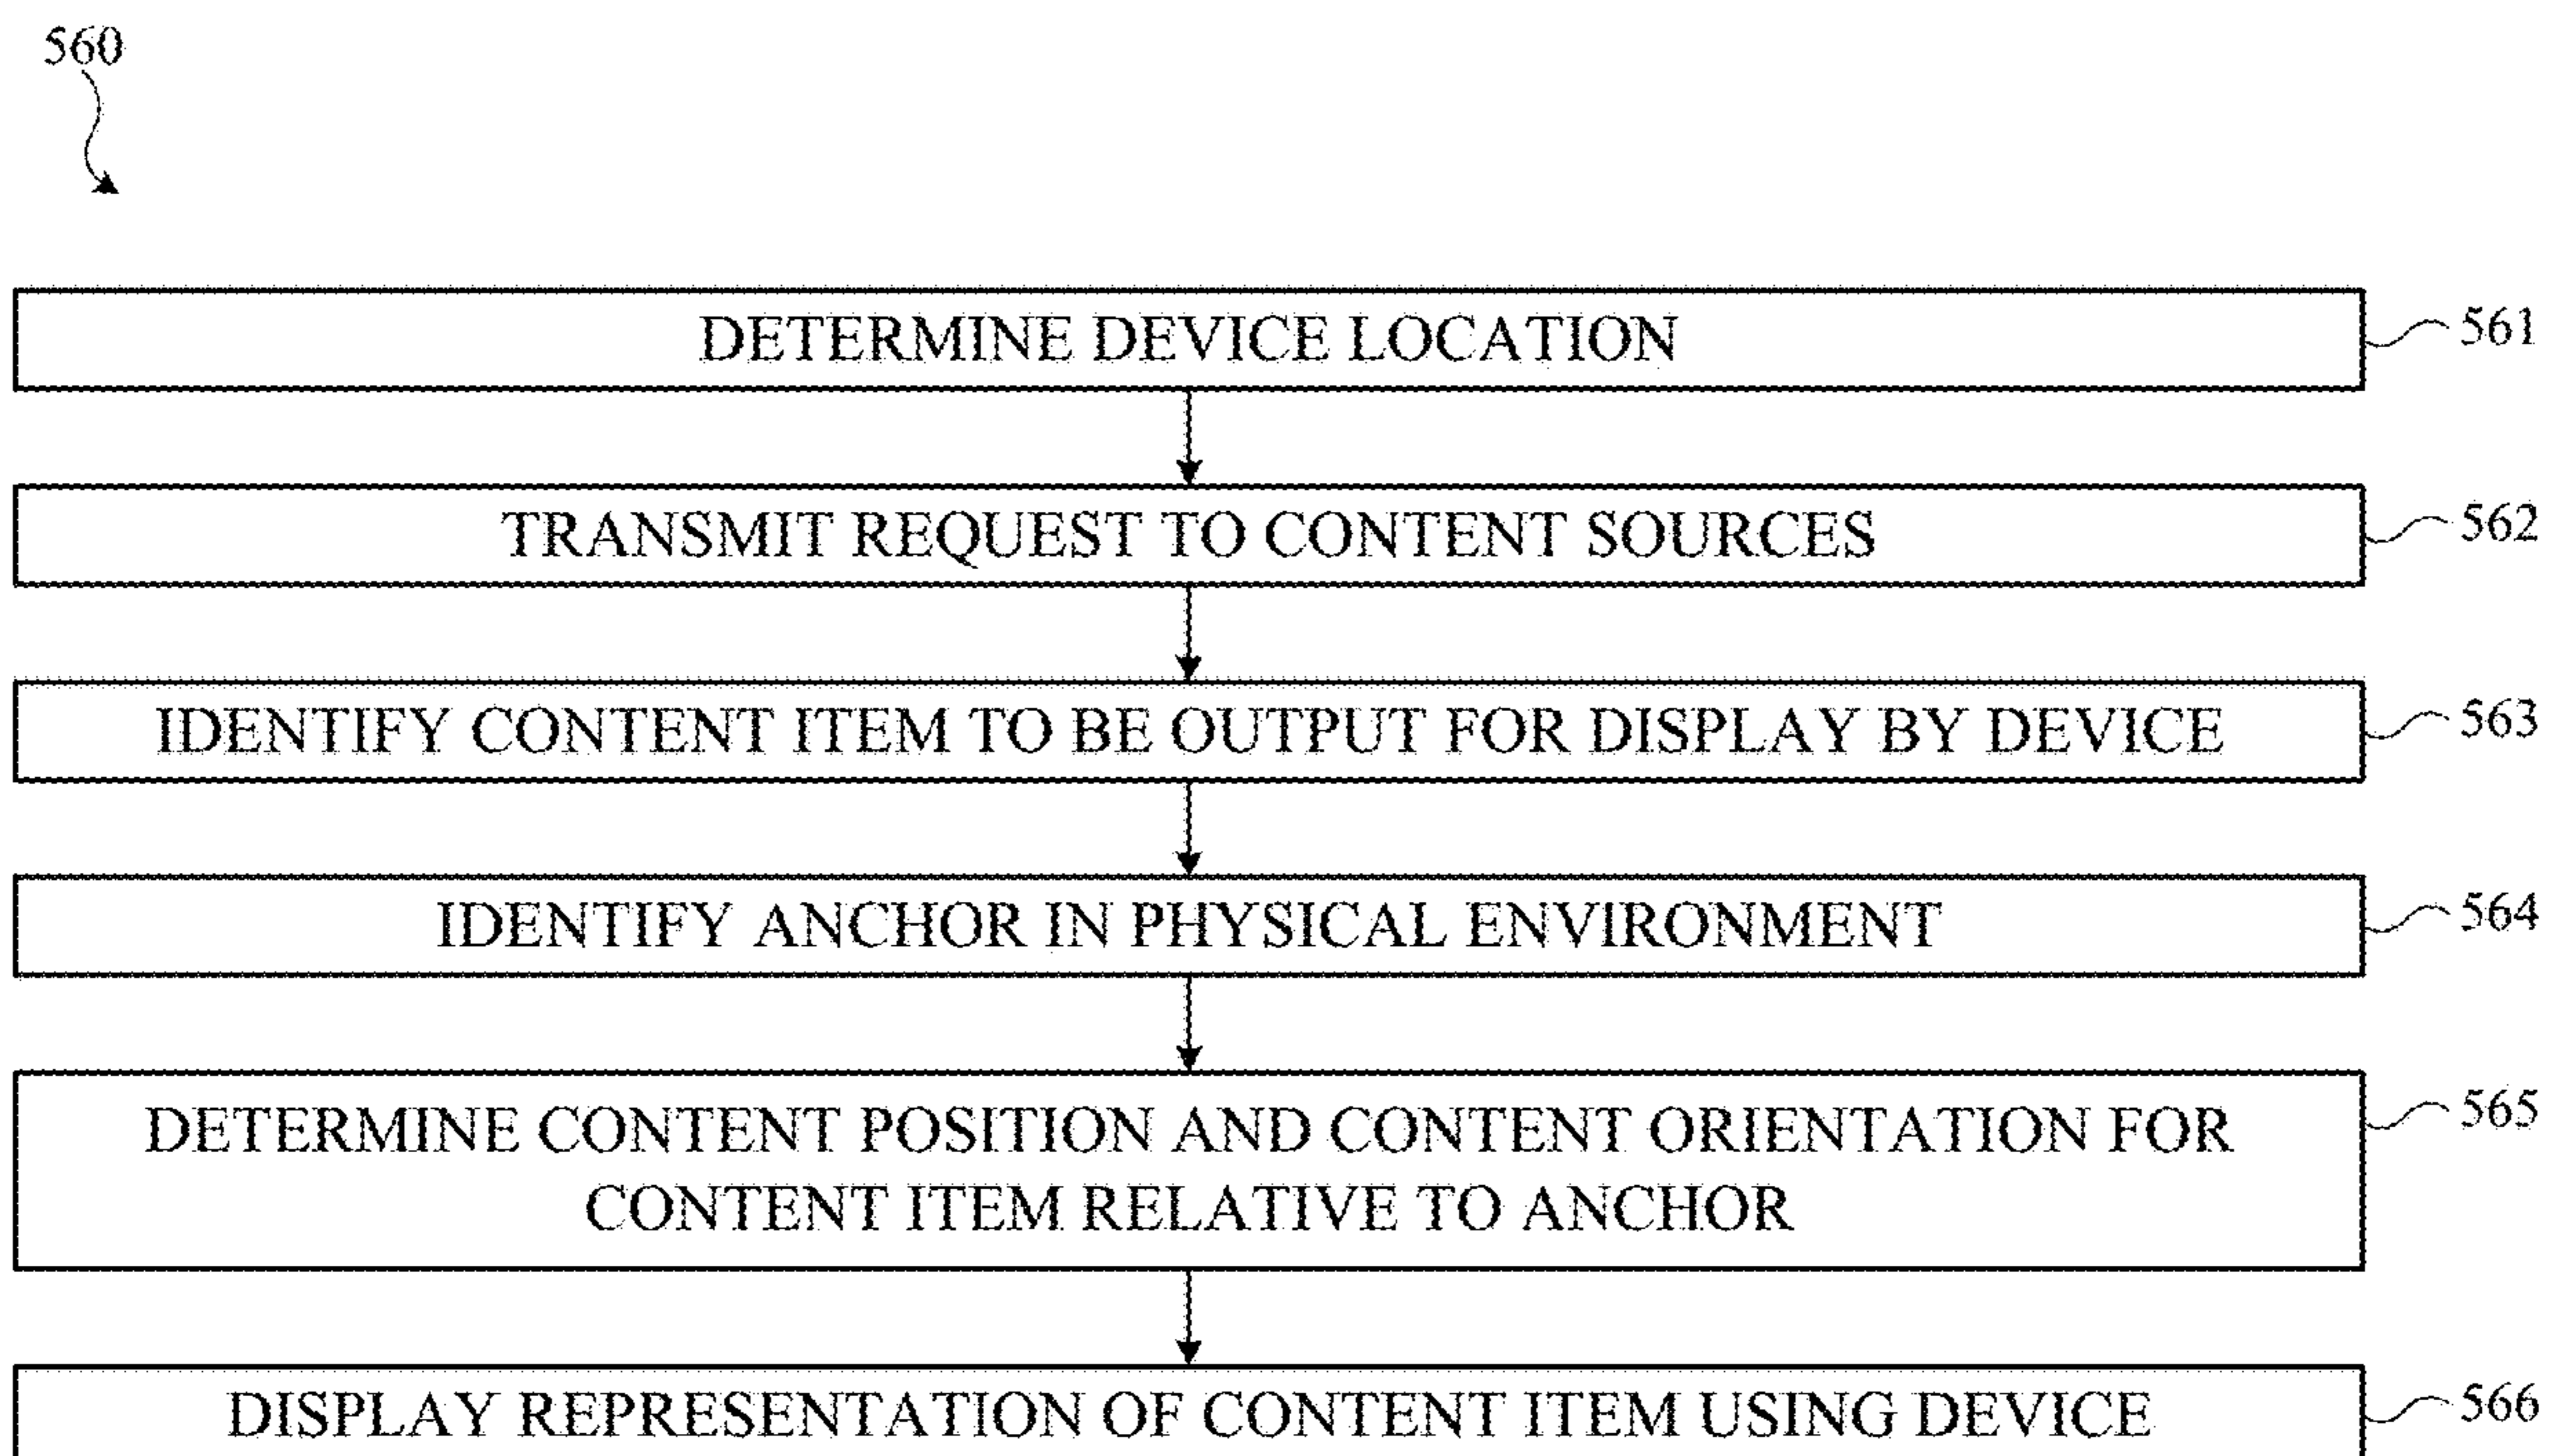 560
DETERMINE DEVICE LOCATION
561
TRANSMIT REQUEST TO CONTENT SOURCES
562
IDENTIFY CONTENT ITEM TO BE OUTPUT FOR DISPLAY BY DEVICE
563
IDENTIFY ANCHOR IN PHYSICAL ENVIRONMENT
564
DETERMINE CONTENT POSITION AND CONTENT ORIENTATION FOR
CONTENT ITEM RELATIVE TO ANCHOR
565
DISPLAY REPRESENTATION OF CONTENT ITEM USING DEVICE
566